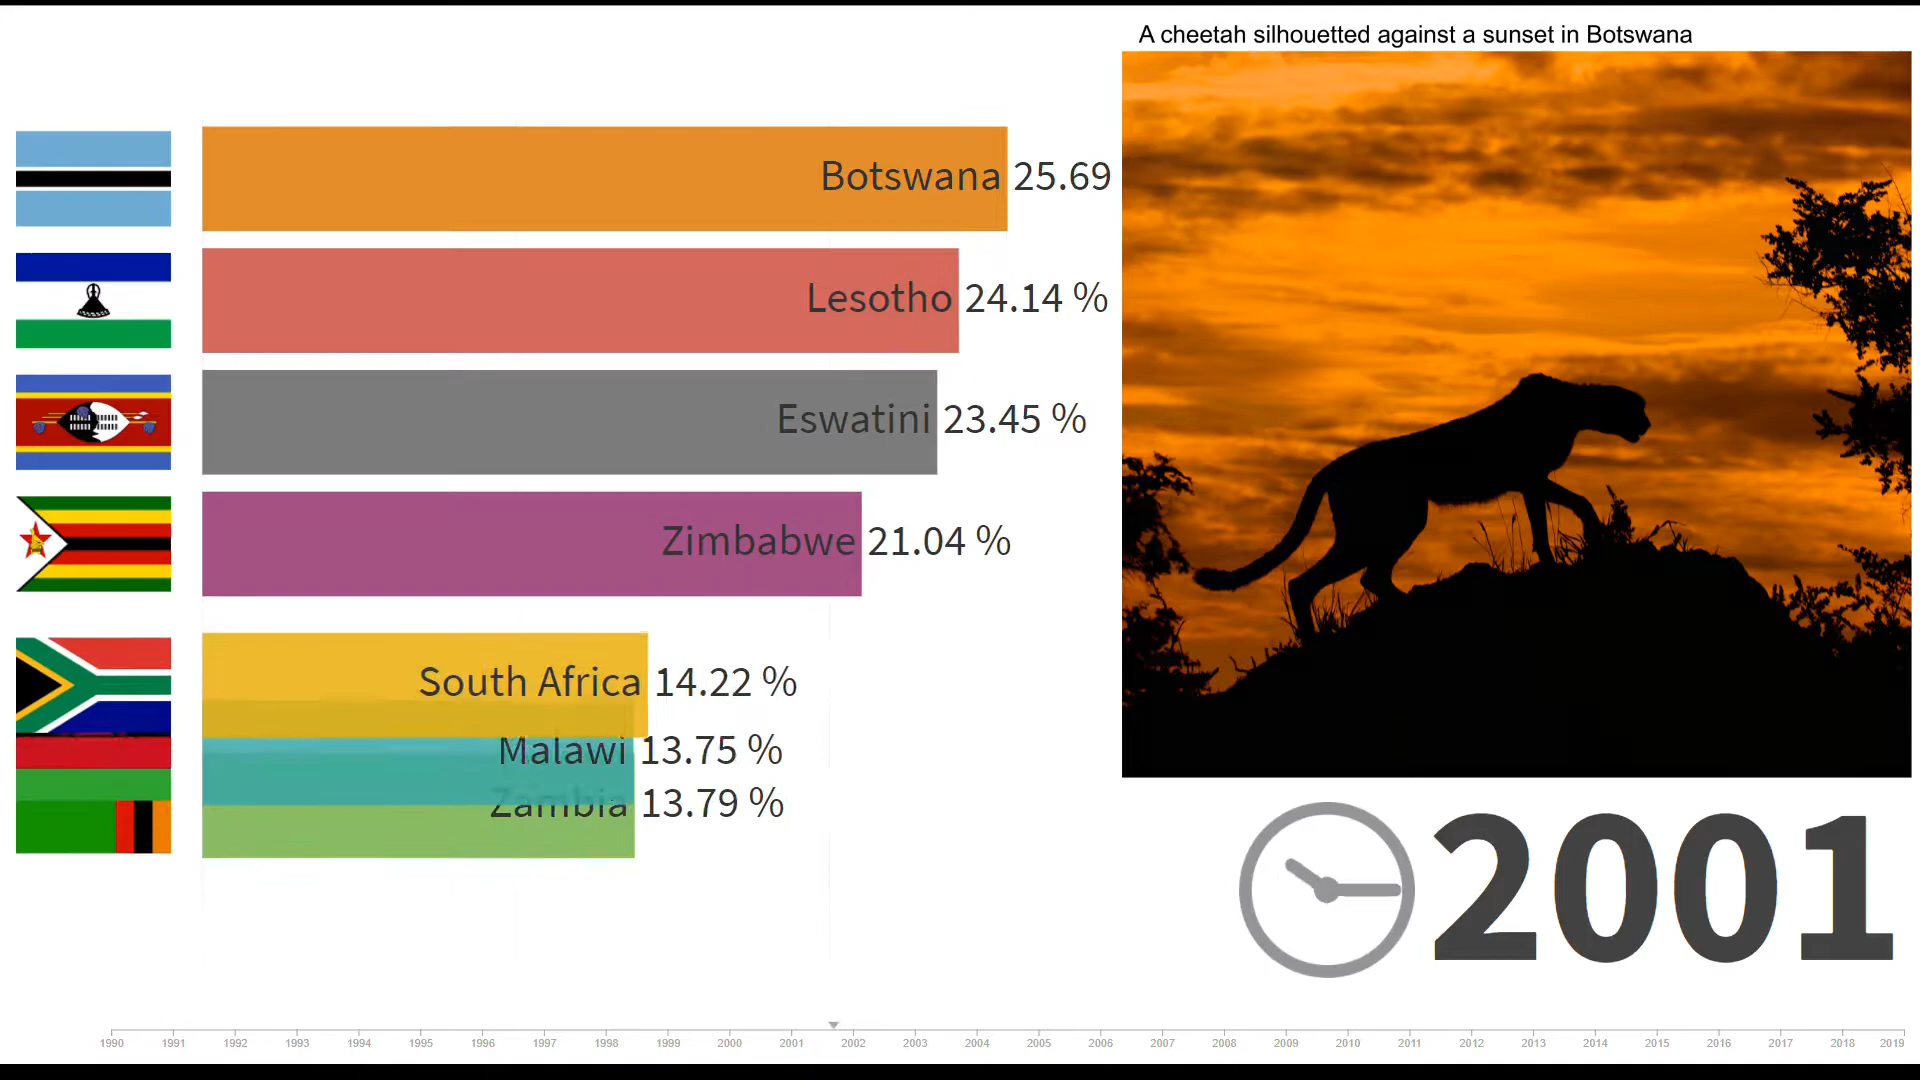 A cheetah silhouetted against a sunset in Botswana
Botswana 25.69
Lesotho 24.14 %
Eswatini 23.45 %
Zimbabwe 21.04 %
South Africa 14.22 %
Malawi 13.75 %
Zambia 13.79 %
2001
1990 1991 1992 1993 1994 1995 1996 1997 1998 1999 2000 2001 2002 2003 2004 2005 2006 2007 2008 2009 2010 2011 2012 2013 2014 2015 2016 2017 2018 2019